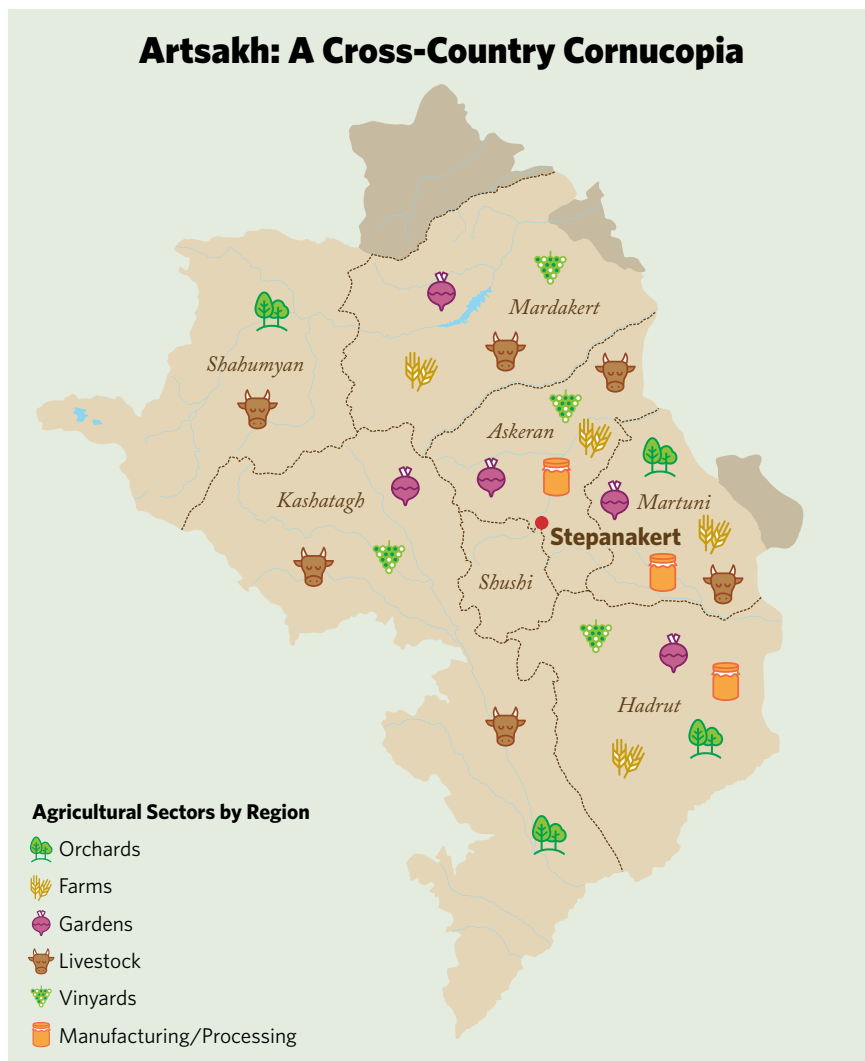 Artsakh: A Cross-Country Cornucopia
Mardakert
Shahumyan
Askeran
Kashatagh
Martuni
Stepanakert
Shushi
Hadrut
Agricultural Sectors by Region
Orchards
Farms
Gardens
Livestock
Vinyards
Manufacturing/Processing